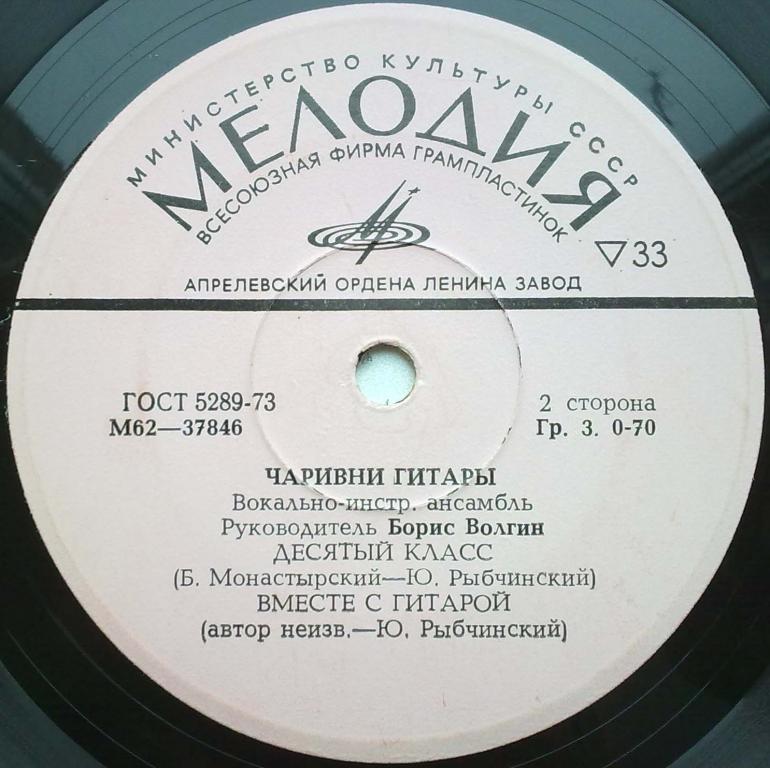 МИНИСТЕРСТВО КУЛЬТУРЫ СССР
МЕЛОДИЯ
ВСЕСОЮЗНАЯ ФИРМА ГРАМПЛАСТИНОК
▽33
АПРЕЛЕВСКИЙ ОРДЕНА ЛЕНИНА ЗАВОД
ГОСТ 5289-73 2 сторона
М62—37846 Гр. 3. 0-70
ЧАРИВНИ ГИТАРЫ
Вокально-инстр. ансамбль
Руководитель Борис Волгин
ДЕСЯТЫЙ КЛАСС
(Б. Монастырский—Ю. Рыбчинский)
ВМЕСТЕ С ГИТАРОЙ
(автор неизв.—Ю. Рыбчинский)